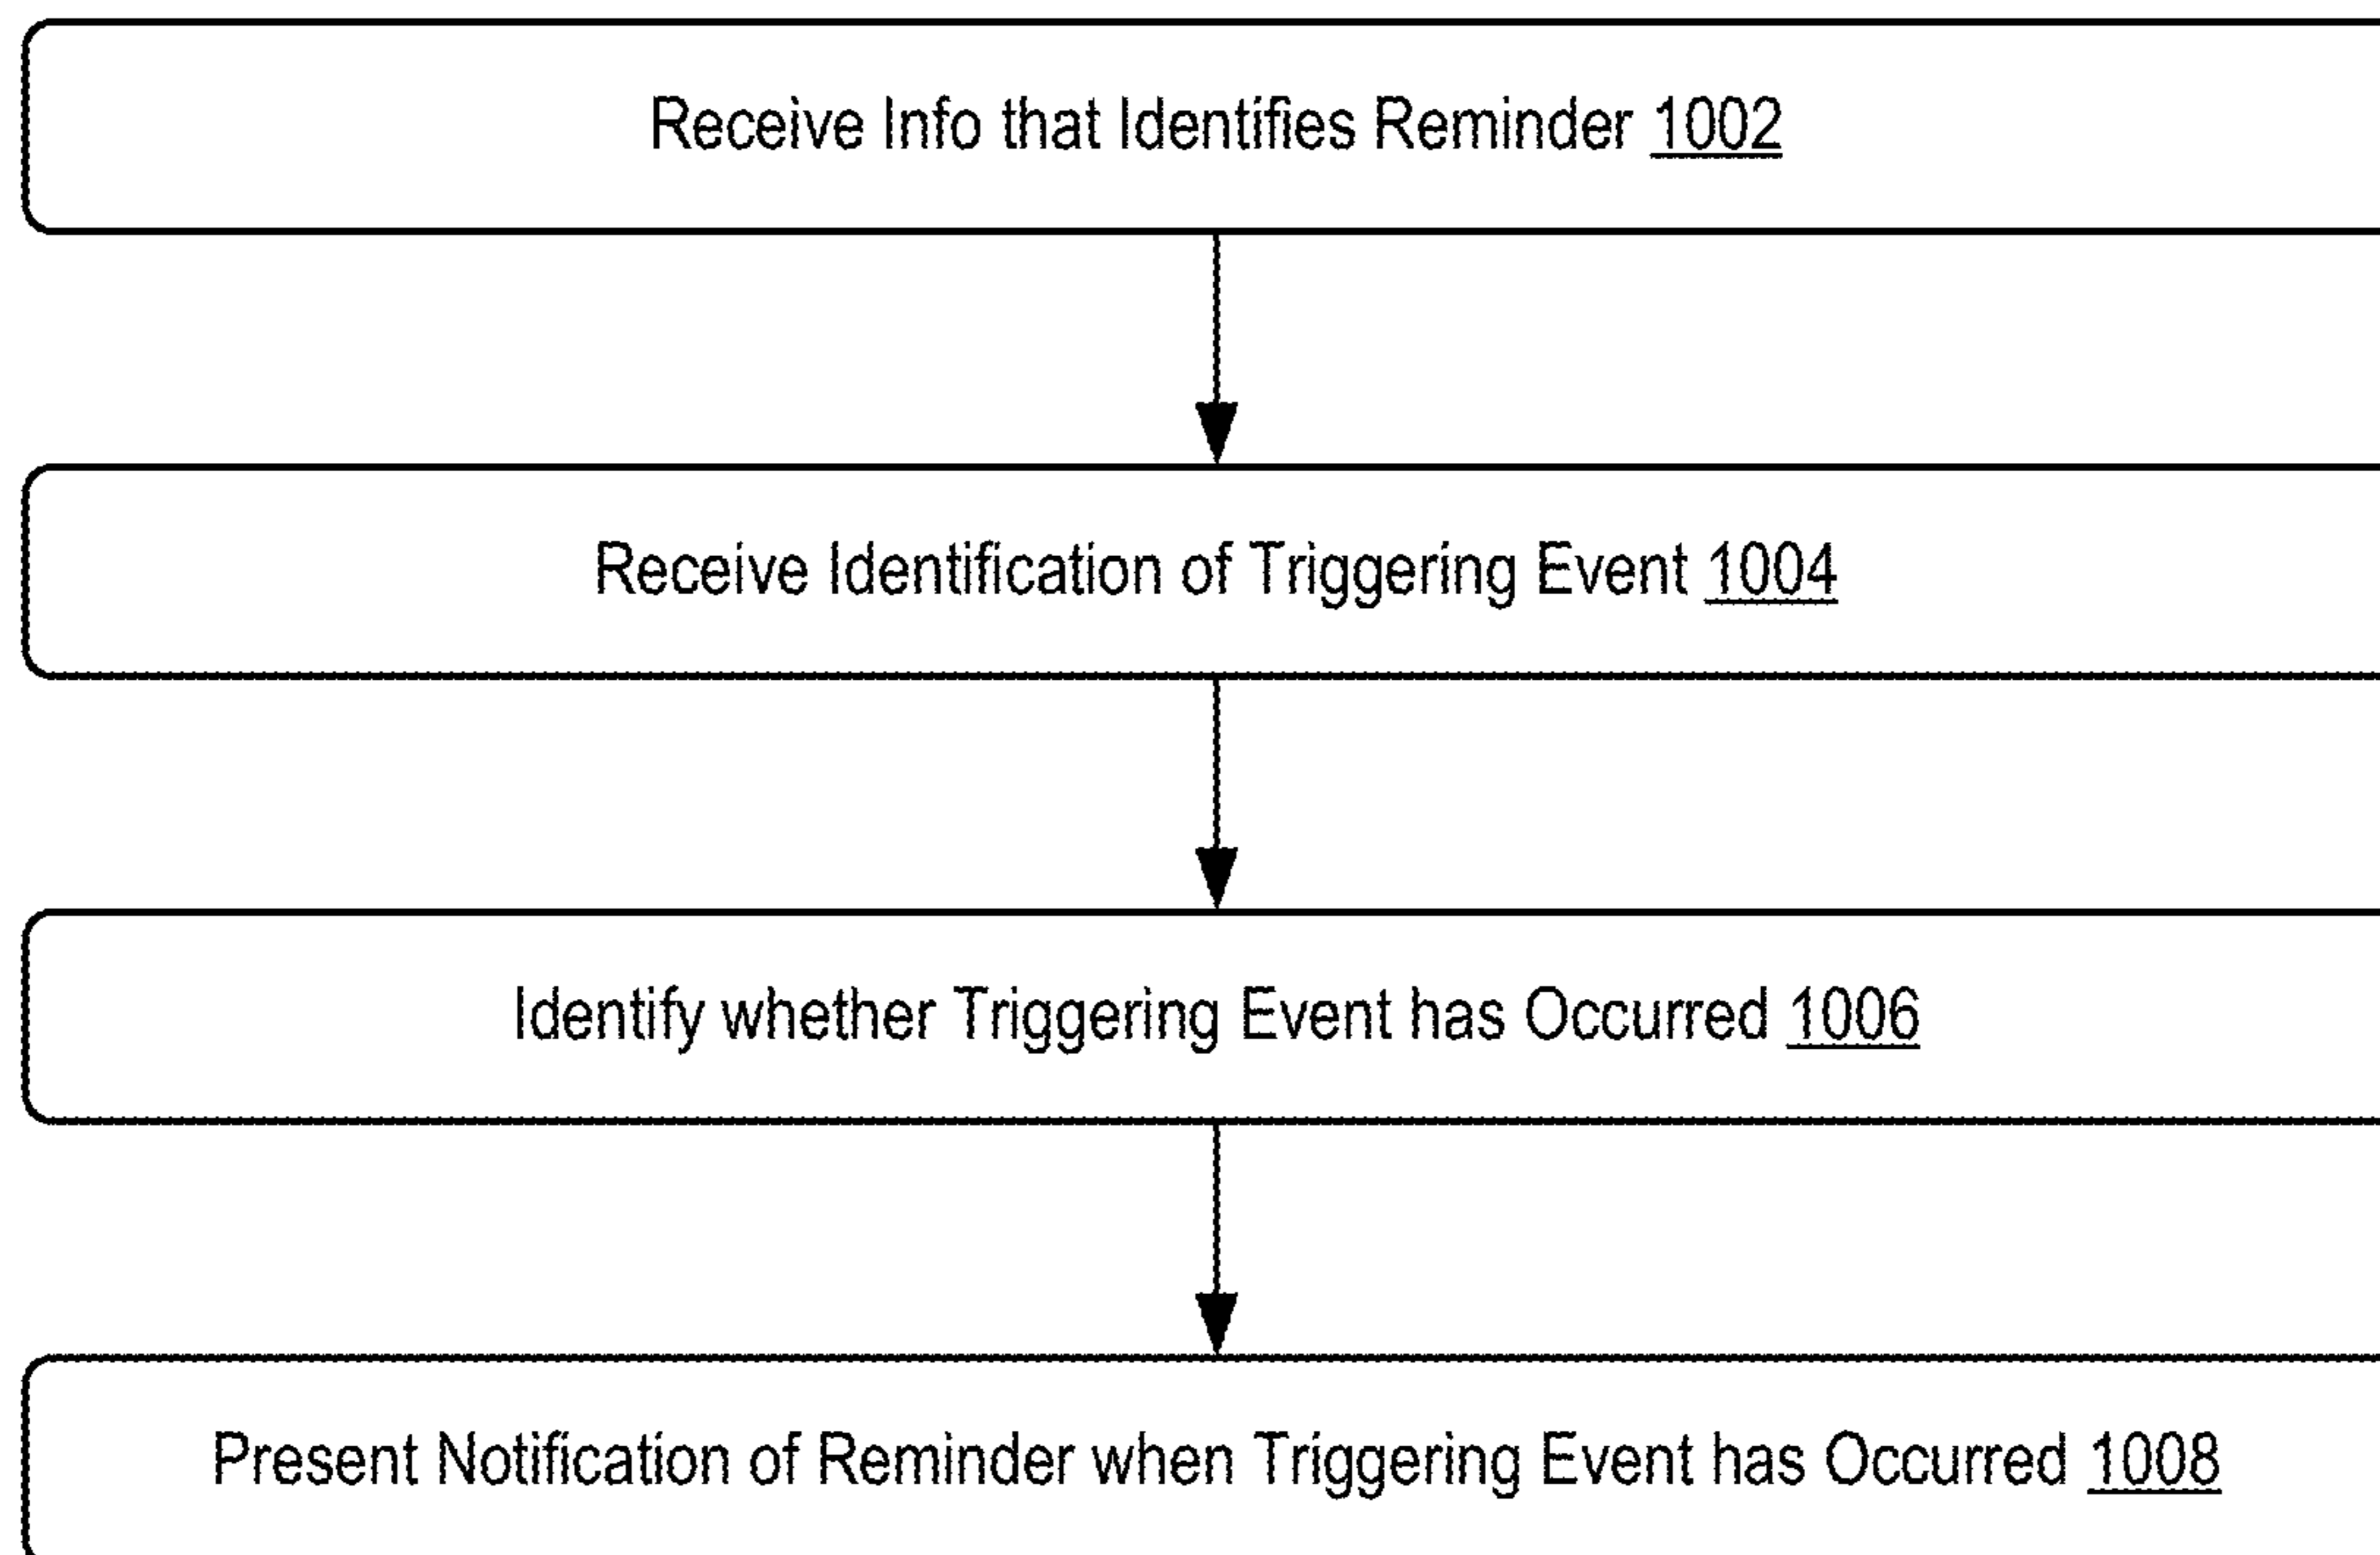 Receive Info that Identifies Reminder 1002
Receive Identification of Triggering Event 1004
Identify whether Triggering Event has Occurred 1006
Present Notification of Reminder when Triggering Event has Occurred 1008